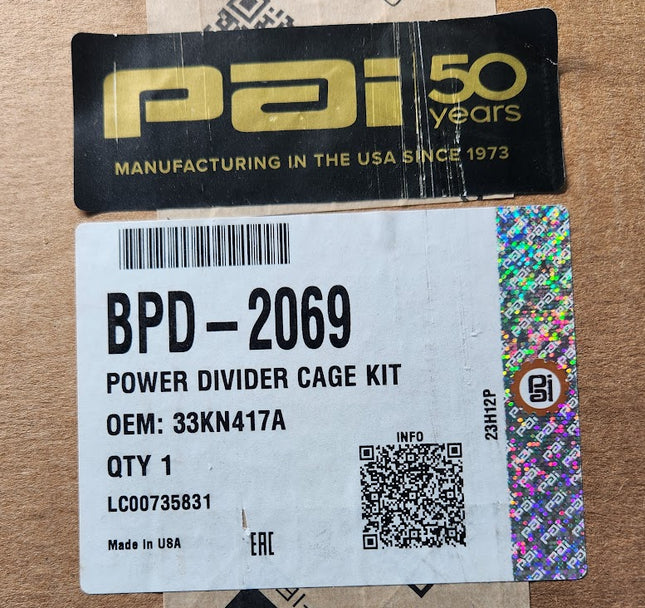 pai 50
years
MANUFACTURING IN THE USA SINCE 1973
BPD-2069
POWER DIVIDER CAGE KIT
OEM: 33KN417A
QTY 1
LC00735831
Made In USA
EAC
INFO
23H12P
pai